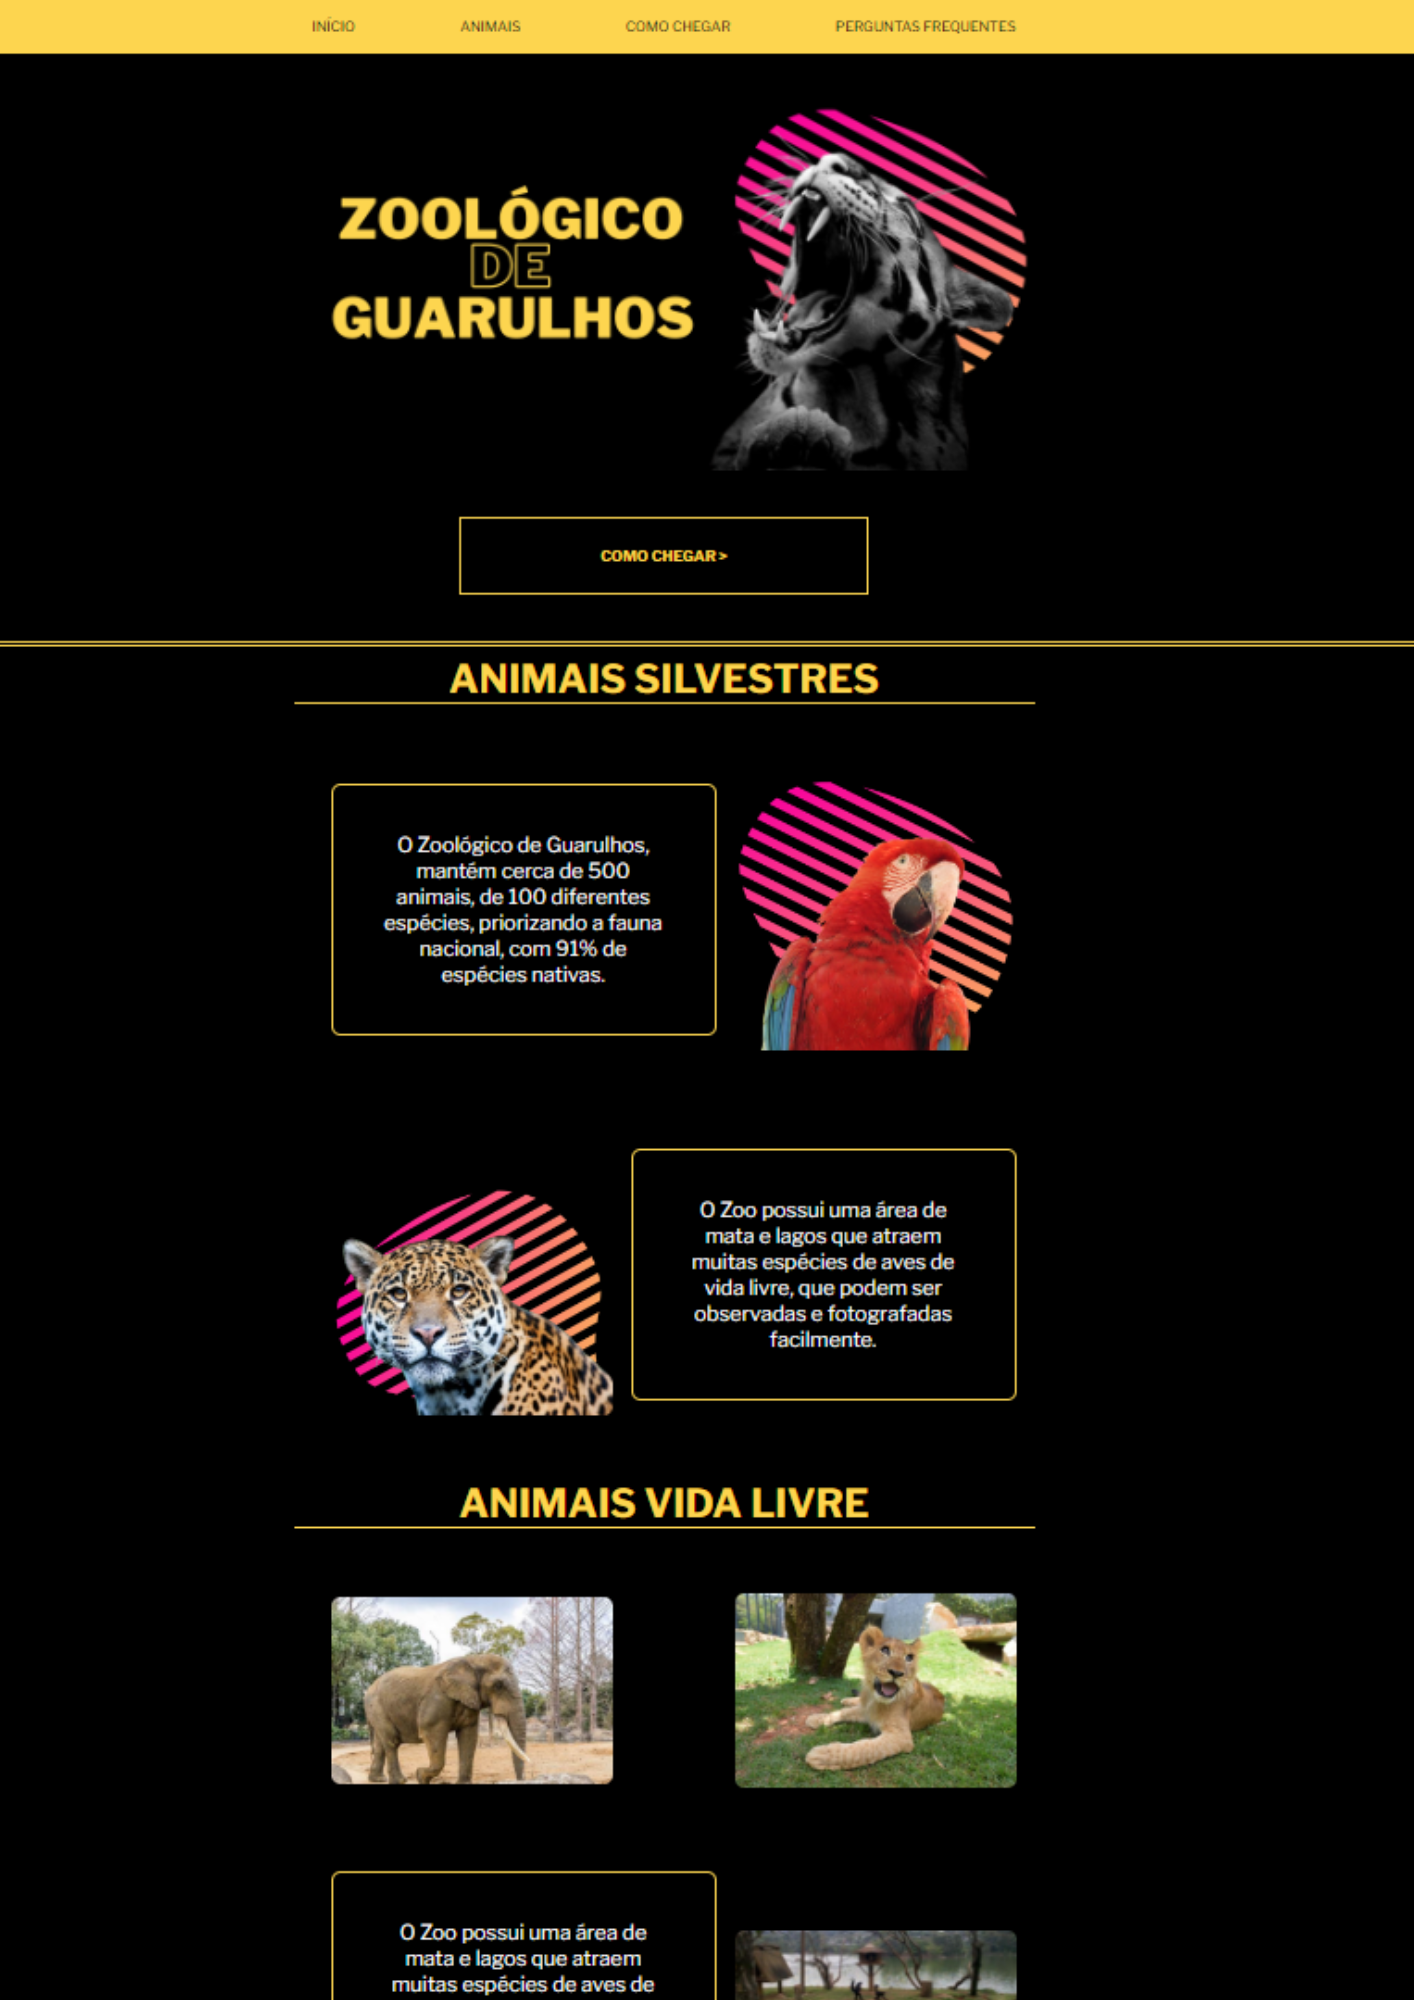 INÍCIO ANIMAIS COMO CHEGAR PERGUNTAS FREQUENTES
ZOOLÓGICO
DE
GUARULHOS
COMO CHEGAR >
ANIMAIS SILVESTRES
O Zoológico de Guarulhos,
mantém cerca de 500
animais, de 100 diferentes
espécies, priorizando a fauna
nacional, com 91% de
espécies nativas.
O Zoo possui uma área de
mata e lagos que atraem
muitas espécies de aves de
vida livre, que podem ser
observadas e fotografadas
facilmente.
ANIMAIS VIDA LIVRE
O Zoo possui uma área de
mata e lagos que atraem
muitas espécies de aves de